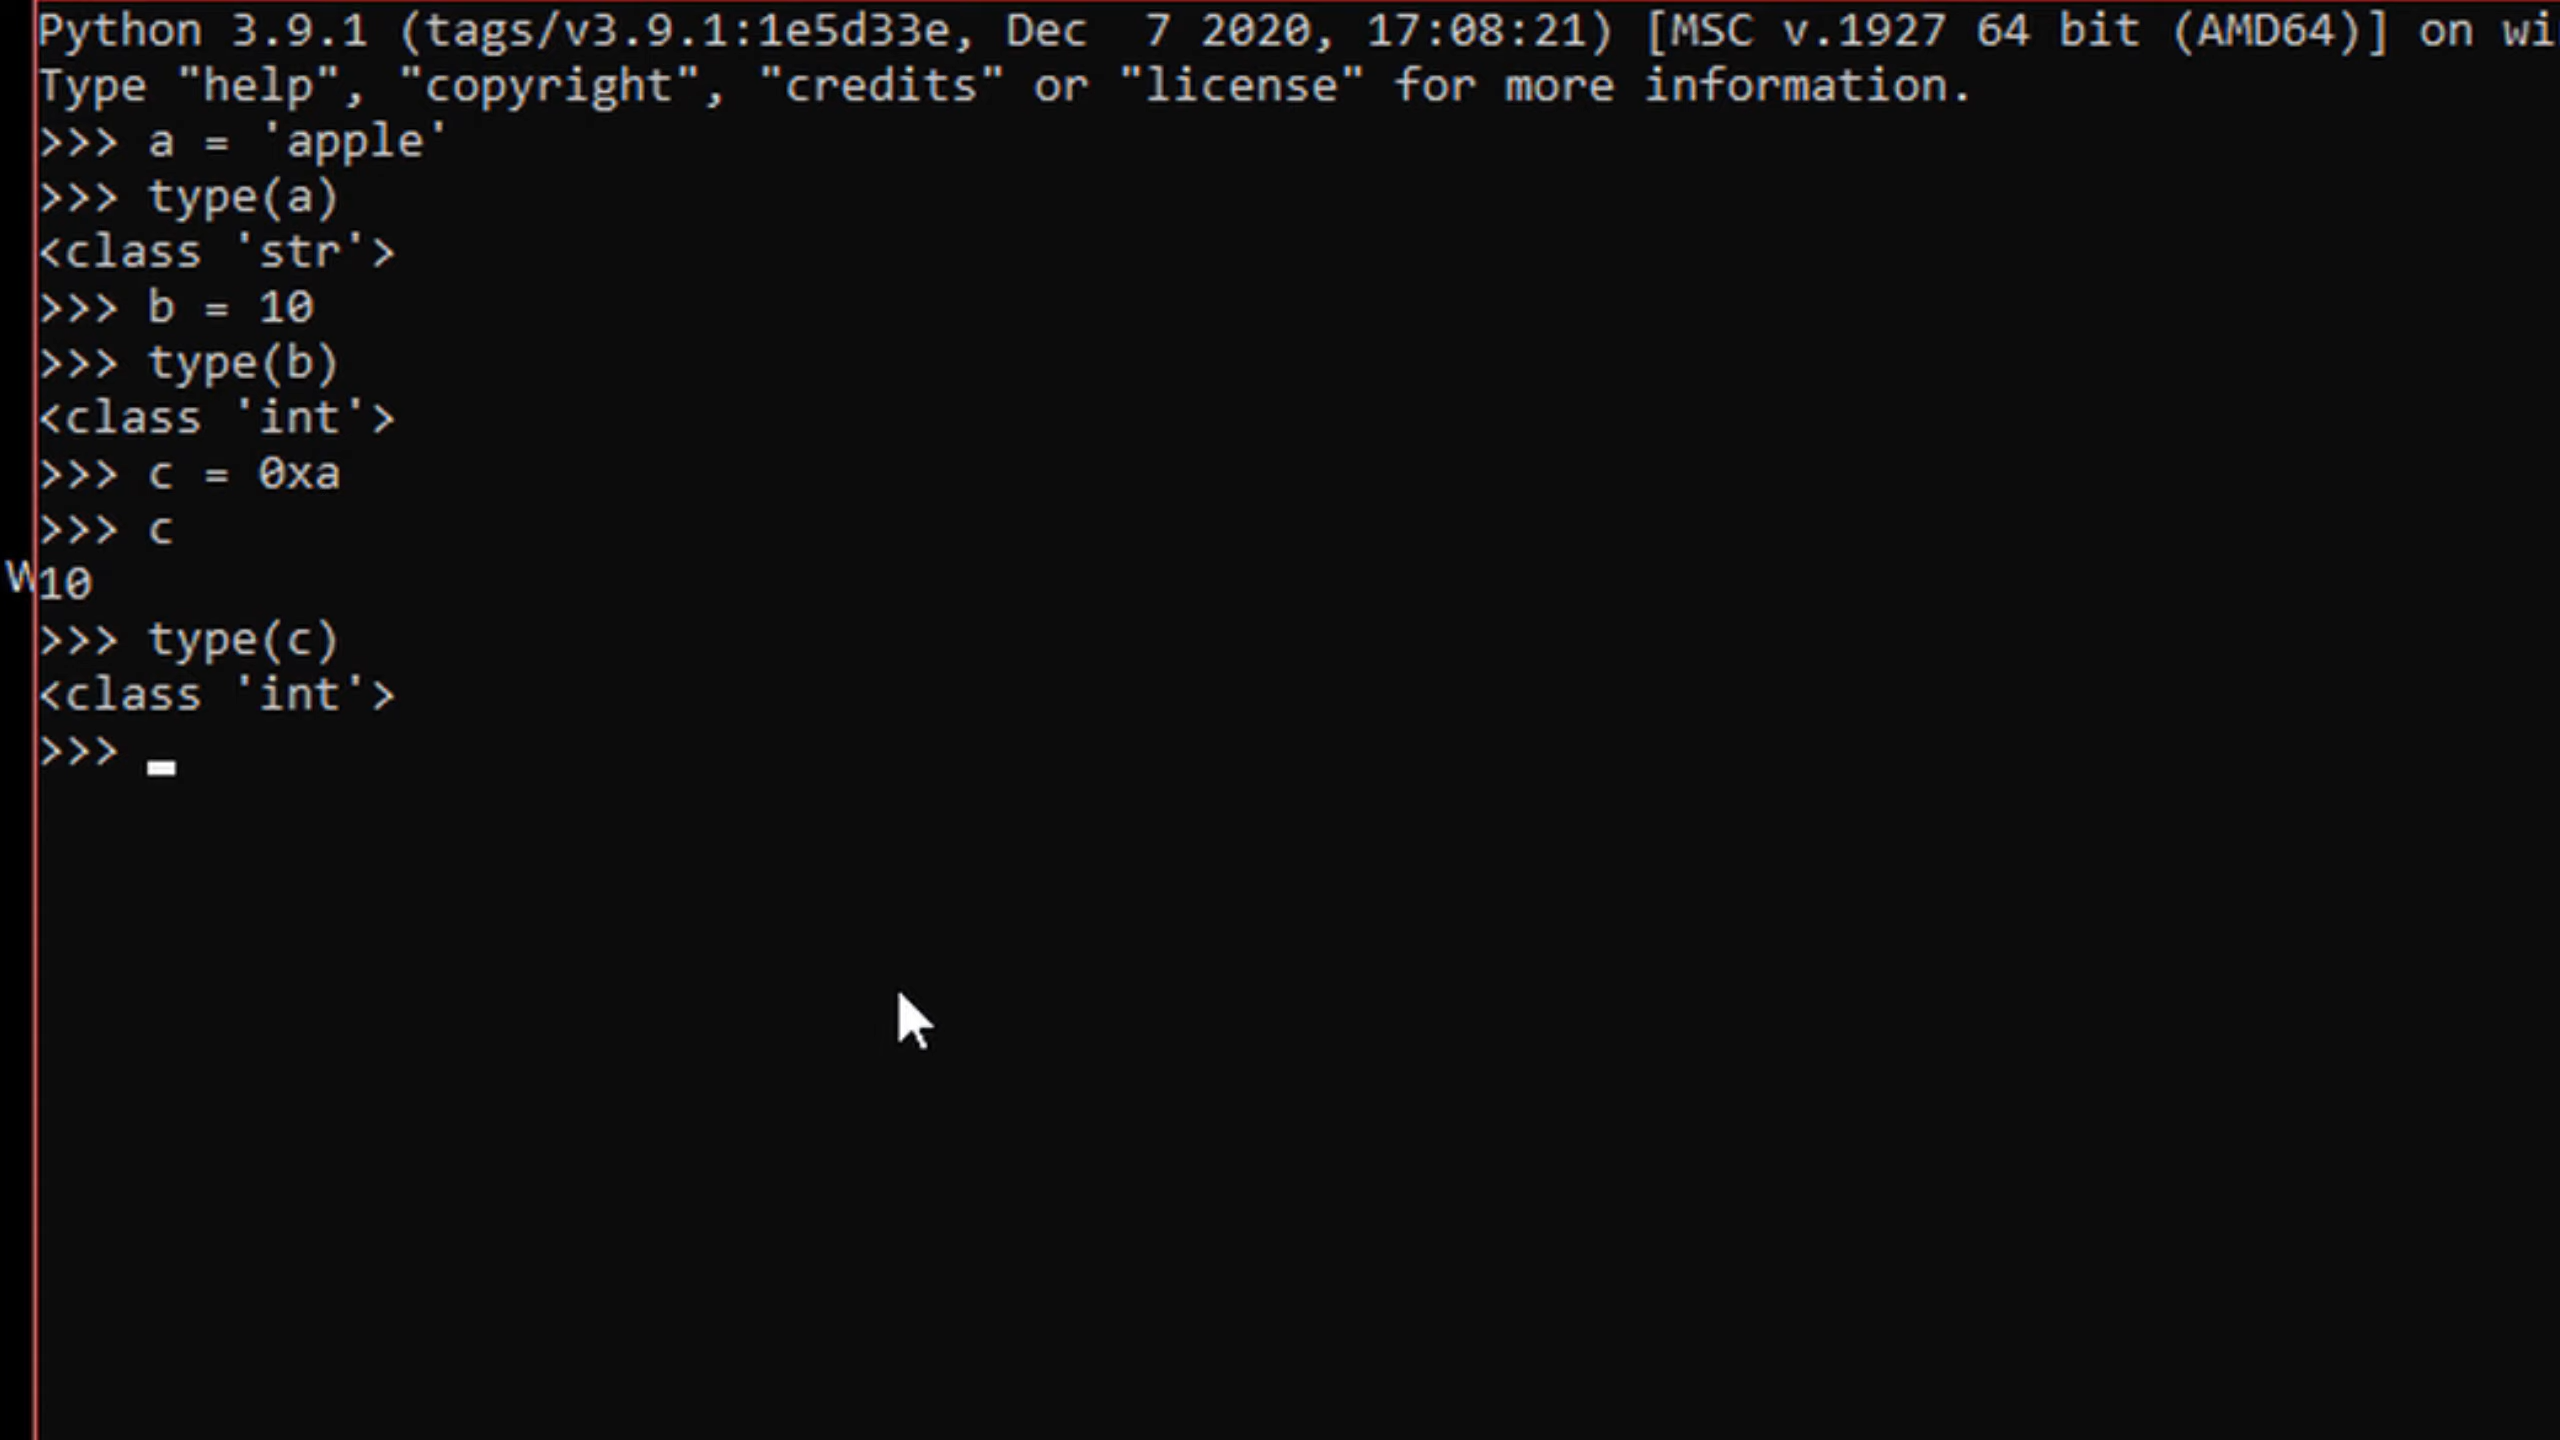 Python 3.9.1 (tags/v3.9.1:1e5d33e, Dec  7 2020, 17:08:21) [MSC v.1927 64 bit (AMD64)] on wi
Type "help", "copyright", "credits" or "license" for more information.
>>> a = 'apple'
>>> type(a)
<class 'str'>
>>> b = 10
>>> type(b)
<class 'int'>
>>> c = 0xa
>>> c
10
>>> type(c)
<class 'int'>
>>>